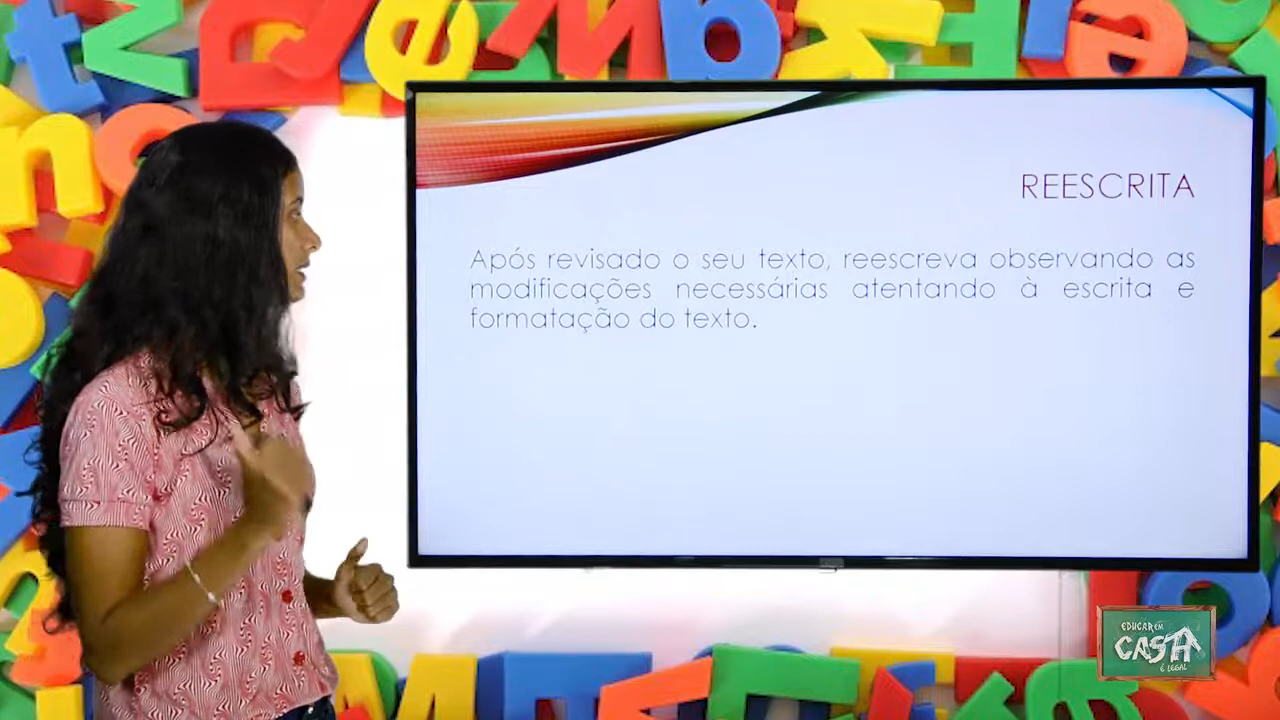 REESCRITA
Após revisado o seu texto, reescreva observando as
modificações necessárias atentando à escrita e
formatação do texto.
EDUCAR EM
CASA
É LEGAL